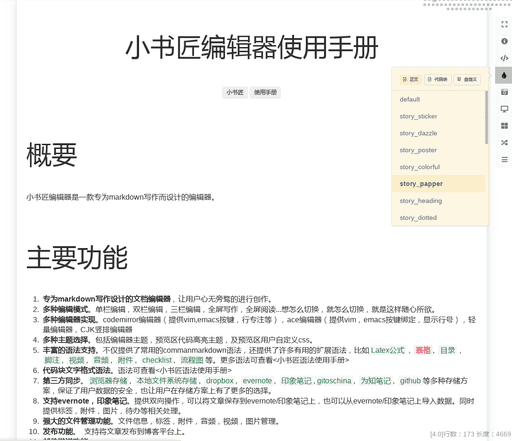 小书匠编辑器使用手册
小书匠 使用手册
正文 代码块 自定义
default
story_sticker
story_dazzle
story_poster
story_colorful
story_papper
story_heading
story_dotted
概要
小书匠编辑器是一款专为markdown写作而设计的编辑器。
主要功能
1. 专为markdown写作设计的文档编辑器，让用户心无旁骛的进行创作。
2. 多种编辑模式。单栏编辑，双栏编辑，三栏编辑，全屏写作，全屏阅读...想怎么切换，就怎么切换，就是这样随心所欲。
3. 多种编辑器实现。codemirror编辑器（提供vim,emacs按键，行专注等），ace编辑器（提供vim，emacs按键绑定，显示行号），轻
量编辑器，CJK竖排编辑器
4. 多种主题选择。包括编辑器主题，预览区代码高亮主题，及预览区用户自定义css。
5. 丰富的语法支持。不仅提供了常用的commanmark语法，还提供了许多有用的扩展语法，比如 Latex公式 ，表格，目录，
脚注，视频，音频，附件，checklist，流程图 等。更多语法可查看<小书匠语法使用手册>
6. 代码块文字格式语法。语法可查看<小书匠语法使用手册>
7. 第三方同步。浏览器存储，本地文件系统存储，dropbox，evernote，印象笔记,gitoschina，为知笔记，github 等多种存储方
案，保证了用户数据的安全，也让用户在存储方案上有了更多的选择。
8. 支持evernote，印象笔记。提供双向操作，可以将文章保存到evernote/印象笔记上，也可以从evernote/印象笔记上导入数据。同时
提供标签，附件，图片，待办等相关处理。
9. 强大的文件管理功能。文件信息，标签，附件，音频，视频，图片管理。
10. 发布功能。 支持将文章发布到博客平台上。
[4:0]行数：173 长度：4669